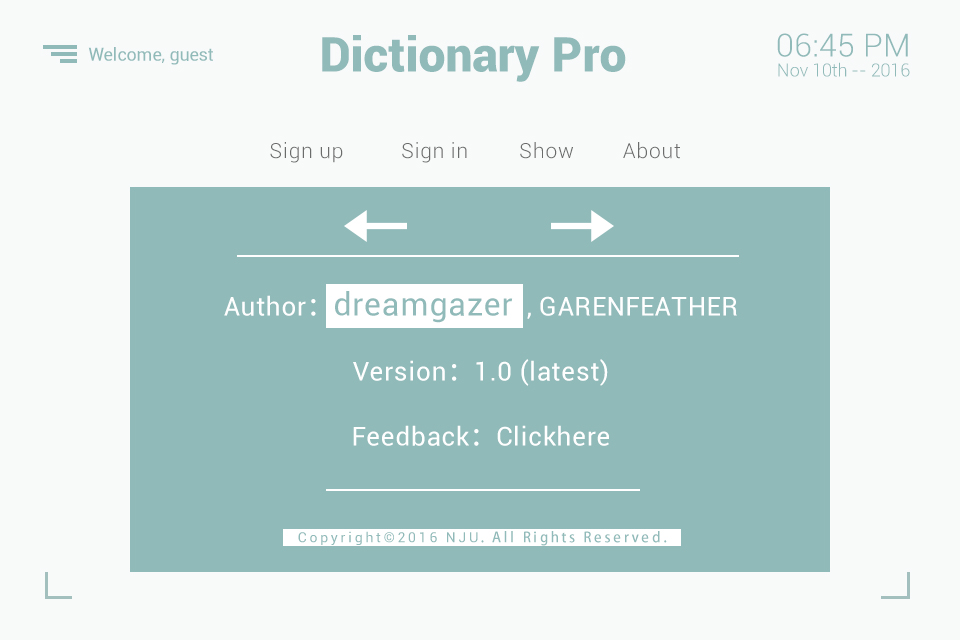 Welcome, guest
Dictionary Pro
06:45 PM
Nov 10th -- 2016
Sign up
Sign in
Show
About
Author： dreamgazer , GARENFEATHER
Version： 1.0 (latest)
Feedback： Clickhere
Copyright©2016 NJU. All Rights Reserved.